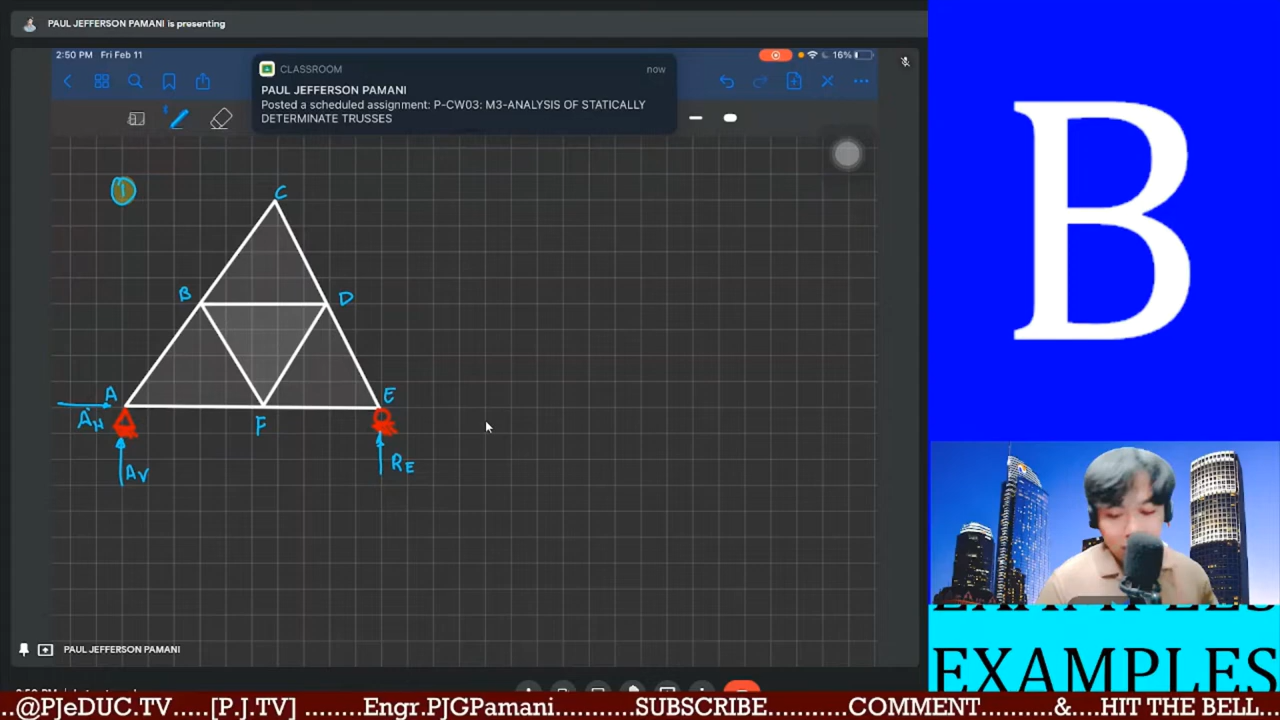 PAUL JEFFERSON PAMANI is presenting
2:50 PM Fri Feb 11
16%
CLASSROOM
now
PAUL JEFFERSON PAMANI
Posted a scheduled assignment: P-CW03: M3-ANALYSIS OF STATICALLY
DETERMINATE TRUSSES
1
C
B
D
A
E
AH
F
AV
RE
PAUL JEFFERSON PAMANI
B
EXAMPLES
EXAMPLES
..@PJeDUC.TV.....[P.J.TV] ........Engr.PJGPamani..........SUBSCRIBE.......COMMENT.........&....HIT THE BELL...